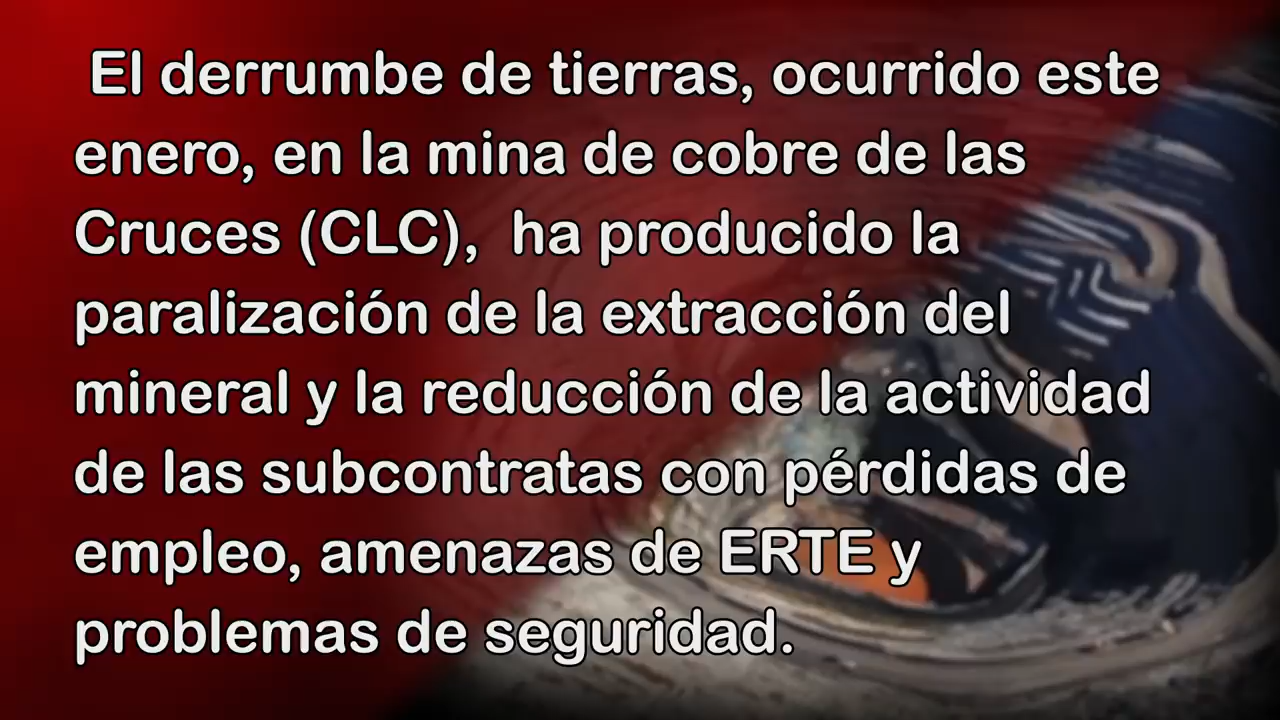 El derrumbe de tierras, ocurrido este
enero, en la mina de cobre de las
Cruces (CLC), ha producido la
paralización de la extracción del
mineral y la reducción de la actividad
de las subcontratas con pérdidas de
empleo, amenazas de ERTE y
problemas de seguridad.